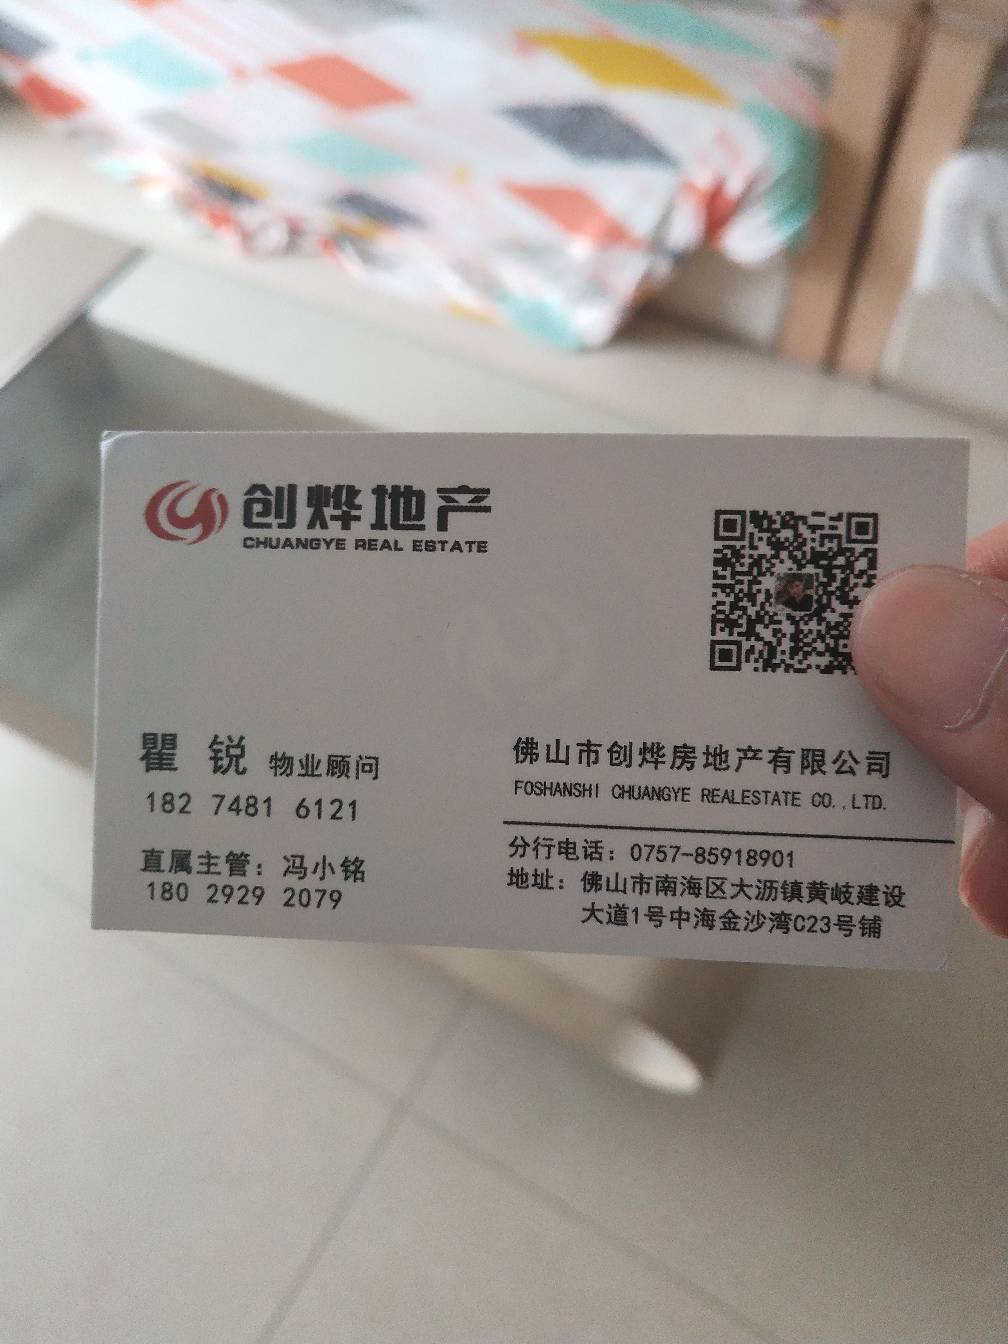 创烨地产
CHUANGYE REAL ESTATE
瞿 锐 物业顾问
182 7481 6121
直属主管：冯小铭
180 2929 2079
佛山市创烨房地产有限公司
FOSHANSHI CHUANGYE REALESTATE CO.,LTD.
分行电话：0757-85918901
地址：佛山市南海区大沥镇黄岐建设
大道1号中海金沙湾C23号铺